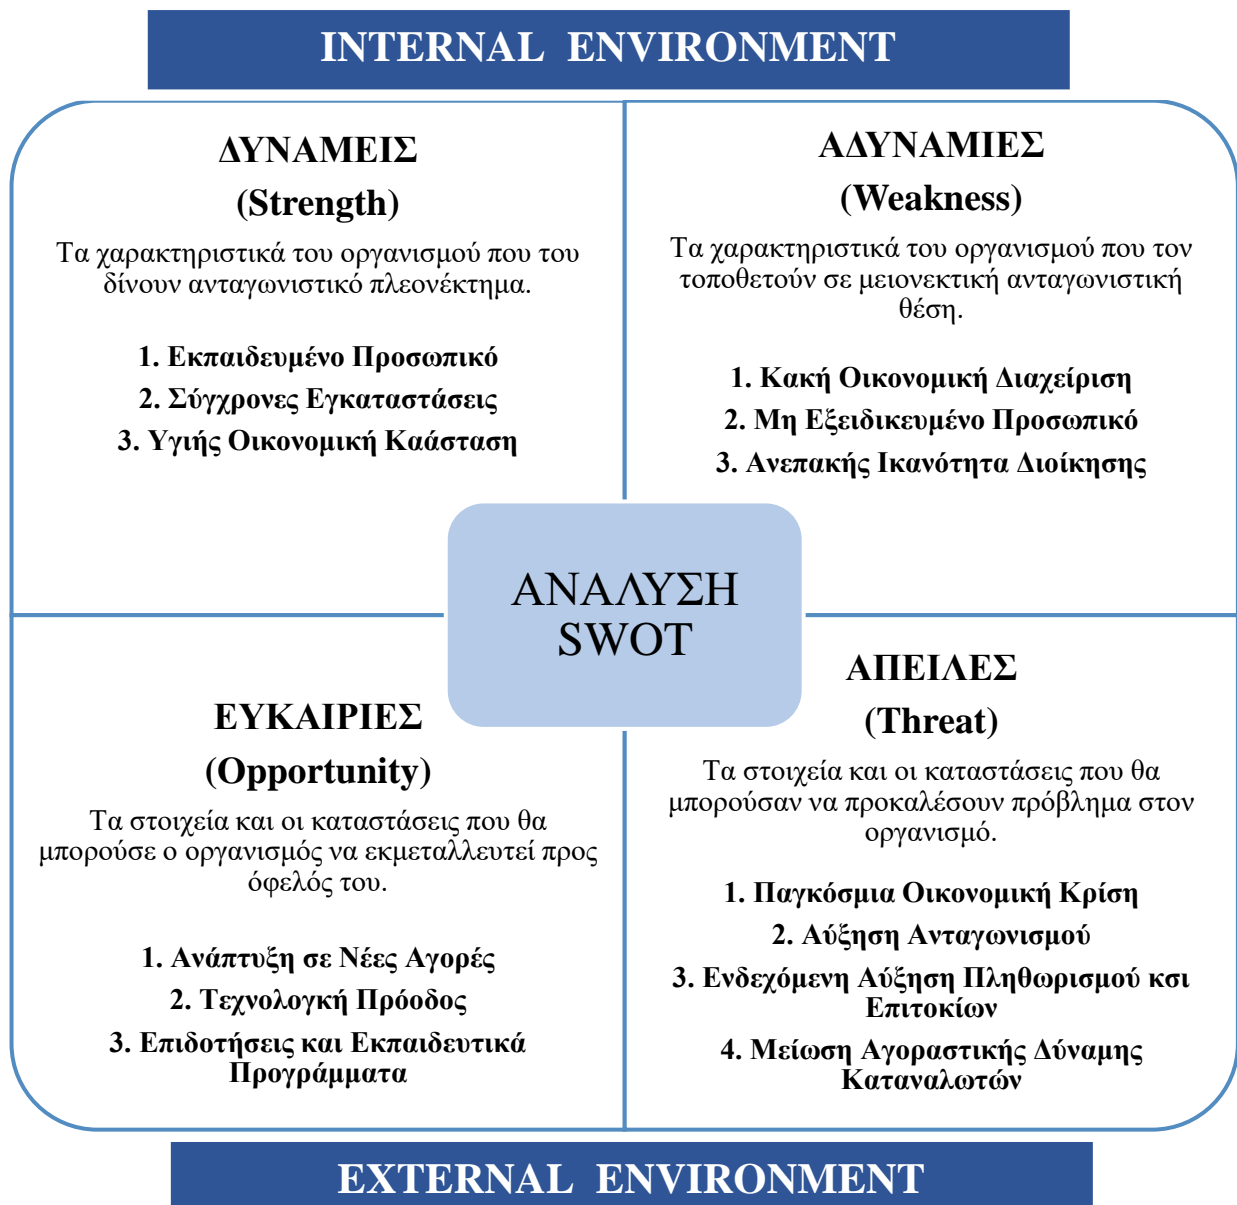 INTERNAL ENVIRONMENT
ΔΥΝΑΜΕΙΣ
(Strength)
Τα χαρακτηριστικά του οργανισμού που του
δίνουν ανταγωνιστικό πλεονέκτημα.
1. Εκπαιδευμένο Προσωπικό
2. Σύγχρονες Εγκαταστάσεις
3. Υγιής Οικονομική Καάσταση
ΑΔΥΝΑΜΙΕΣ
(Weakness)
Τα χαρακτηριστικά του οργανισμού που τον
τοποθετούν σε μειονεκτική ανταγωνιστική
θέση.
1. Κακή Οικονομική Διαχείριση
2. Μη Εξειδικευμένο Προσωπικό
3. Ανεπακής Ικανότητα Διοίκησης
ΑΝΑΛΥΣΗ
SWOT
ΕΥΚΑΙΡΙΕΣ
(Opportunity)
Τα στοιχεία και οι καταστάσεις που θα
μπορούσε ο οργανισμός να εκμεταλλευτεί προς
όφελός του.
1. Ανάπτυξη σε Νέες Αγορές
2. Τεχνολογκή Πρόοδος
3. Επιδοτήσεις και Εκπαιδευτικά
Προγράμματα
ΑΠΕΙΛΕΣ
(Threat)
Τα στοιχεία και οι καταστάσεις που θα
μπορούσαν να προκαλέσουν πρόβλημα στον
οργανισμό.
1. Παγκόσμια Οικονομική Κρίση
2. Αύξηση Ανταγωνισμού
3. Ενδεχόμενη Αύξηση Πληθωρισμού κσι
Επιτοκίων
4. Μείωση Αγοραστικής Δύναμης
Καταναλωτών
EXTERNAL ENVIRONMENT